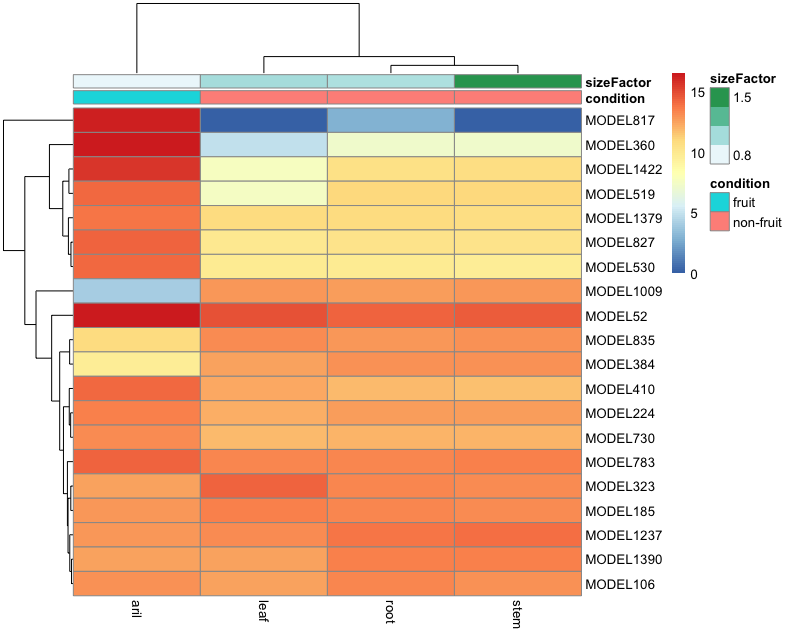 sizeFactor
condition
MODEL817
MODEL360
MODEL1422
MODEL519
MODEL1379
MODEL827
MODEL530
MODEL1009
MODEL52
MODEL835
MODEL384
MODEL410
MODEL224
MODEL730
MODEL783
MODEL323
MODEL185
MODEL1237
MODEL1390
MODEL106
aril
leaf
root
stem
15
10
5
0
sizeFactor
1.5
0.8
condition
fruit
non-fruit